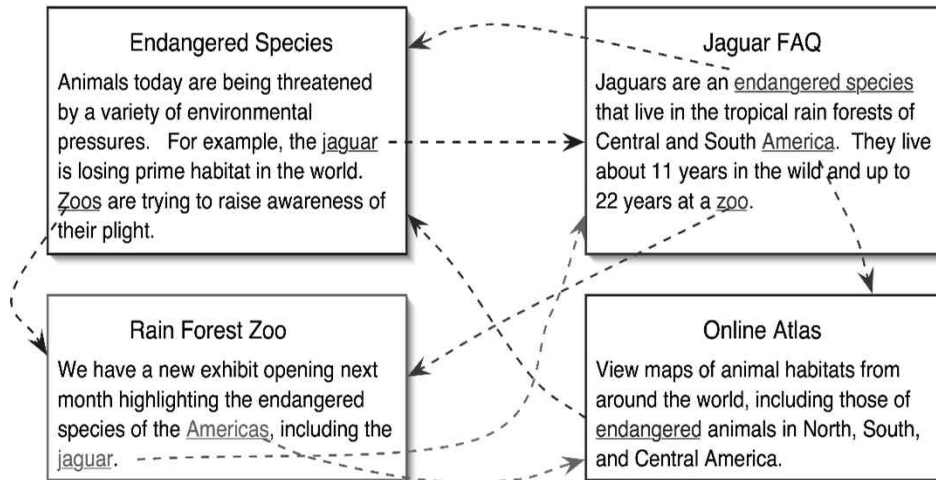 Endangered Species
Animals today are being threatened
by a variety of environmental
pressures. For example, the jaguar
is losing prime habitat in the world.
Zoos are trying to raise awareness of
their plight.
Jaguar FAQ
Jaguars are an endangered species
that live in the tropical rain forests of
Central and South America. They live
about 11 years in the wild and up to
22 years at a zoo.
Rain Forest Zoo
We have a new exhibit opening next
month highlighting the endangered
species of the Americas, including the
jaguar.
Online Atlas
View maps of animal habitats from
around the world, including those of
endangered animals in North, South,
and Central America.